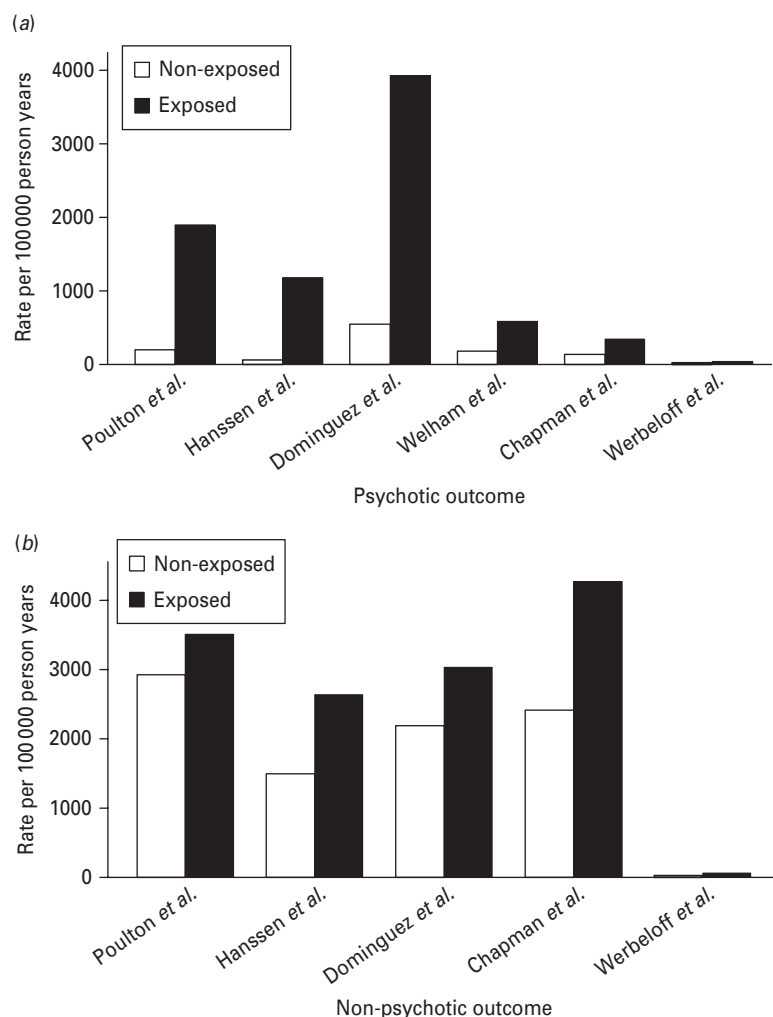 (a)
Non-exposed
Exposed
Rate per 100 000 person years
4000
3000
2000
1000
0
Poulton et al.
Hanssen et al.
Dominguez et al.
Welham et al.
Chapman et al.
Werbeloff et al.
Psychotic outcome
(b)
Non-exposed
Exposed
Rate per 100 000 person years
4000
3000
2000
1000
0
Poulton et al.
Hanssen et al.
Dominguez et al.
Chapman et al.
Werbeloff et al.
Non-psychotic outcome